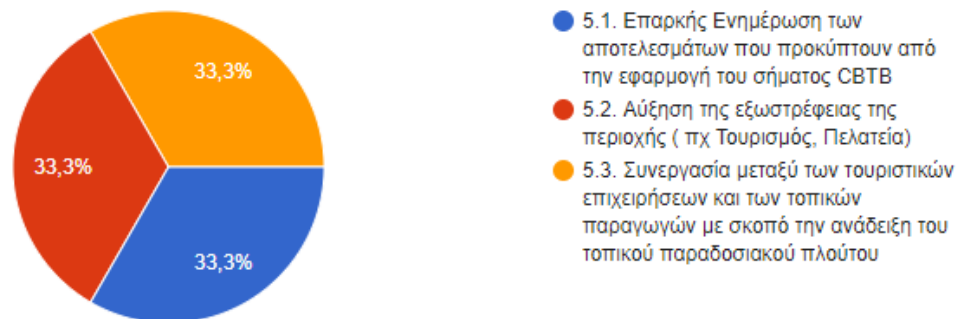 33,3%
33,3%
33,3%
5.1. Επαρκής Ενημέρωση των
αποτελεσμάτων που προκύπτουν από
την εφαρμογή του σήματος CBTB
5.2. Αύξηση της εξωστρέφειας της
περιοχής ( πχ Τουρισμός, Πελατεία)
5.3. Συνεργασία μεταξύ των τουριστικών
επιχειρήσεων και των τοπικών
παραγωγών με σκοπό την ανάδειξη του
τοπικού παραδοσιακού πλούτου